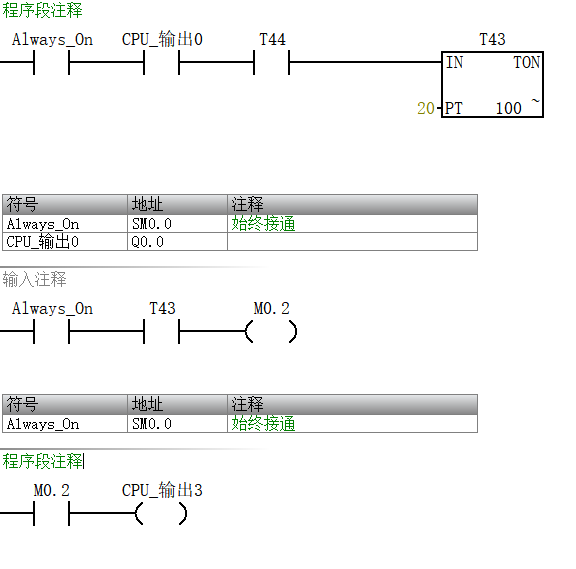 程序段注释
Always_On CPU_输出0 T44 T43
IN TON
20 PT 100 ~
符号 地址 注释
Always_On SM0.0 始终接通
CPU_输出0 Q0.0
输入注释
Always_On T43 M0.2
符号 地址 注释
Always_On SM0.0 始终接通
程序段注释
M0.2 CPU_输出3